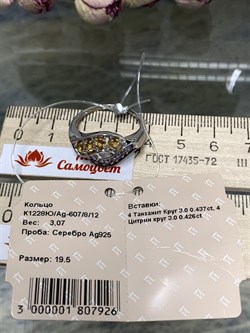 Самоцвет
ГОСТ 17435-72
Кольцо
К1228Ю/Ag-607/8/12
Вес: 3,07
Проба: Серебро Ag925
Размер: 19.5
Вставки:
4 Танзанит Круг 3.0 0.437ct, 4
Цитрин круг 3.0 0.426ct
3 000001 807926